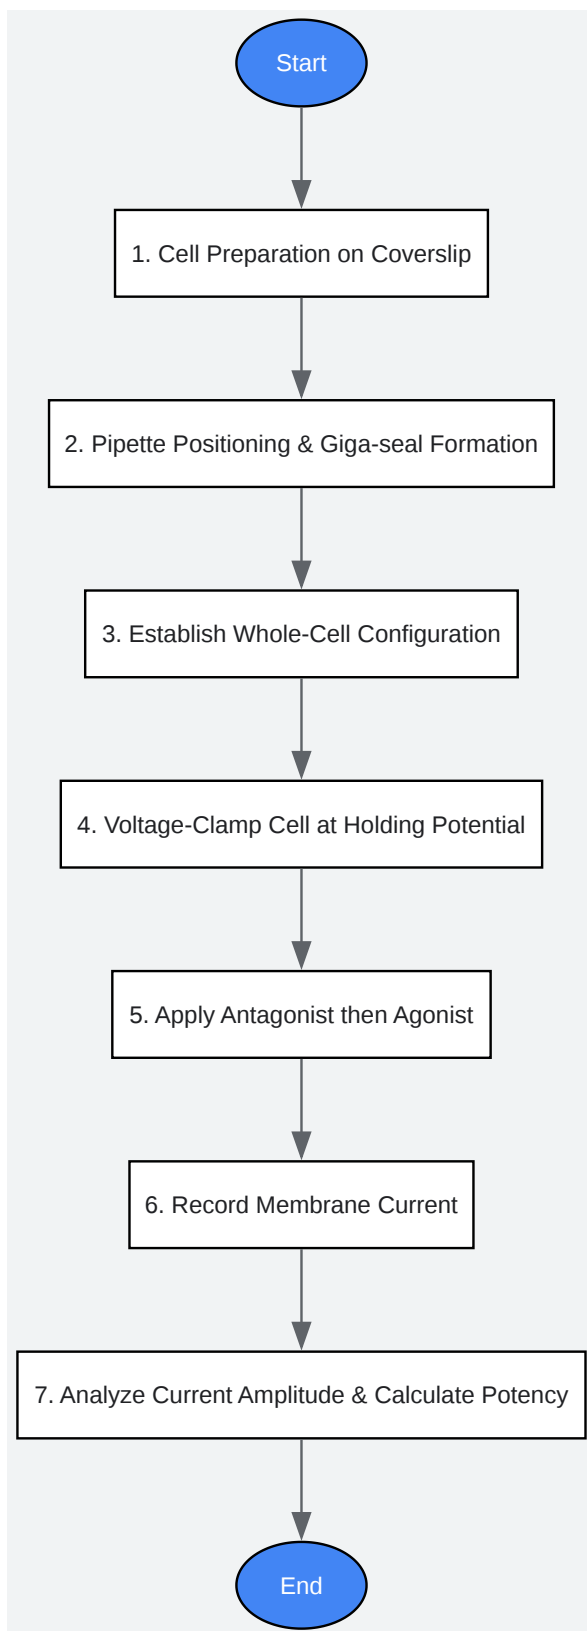 Start
1. Cell Preparation on Coverslip
2. Pipette Positioning & Giga-seal Formation
3. Establish Whole-Cell Configuration
4. Voltage-Clamp Cell at Holding Potential
5. Apply Antagonist then Agonist
6. Record Membrane Current
7. Analyze Current Amplitude & Calculate Potency
End